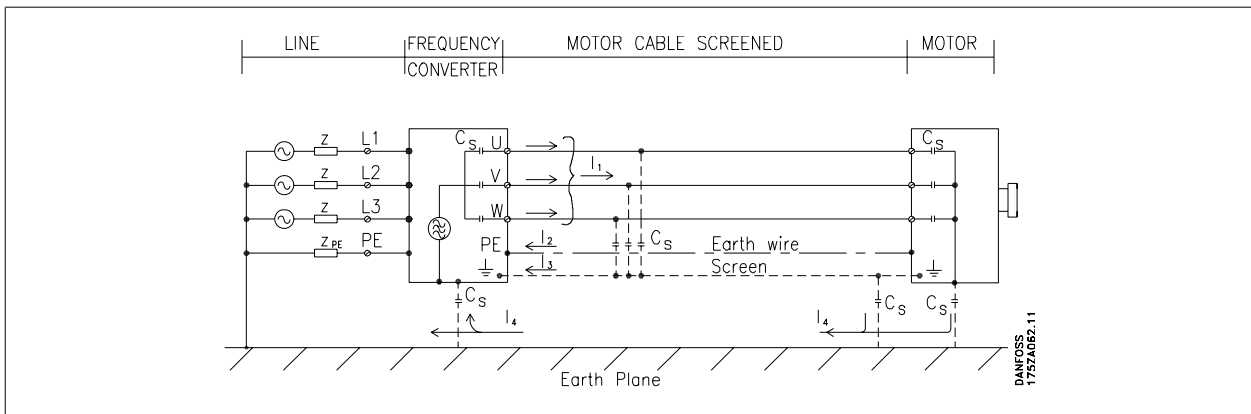 LINE
FREQUENCY
CONVERTER
MOTOR CABLE SCREENED
MOTOR
Z L1
Z L2
Z L3
Z PE PE
C S U
V
W
PE
I 1
I 2
I 3
C S
Earth wire
Screen
C S
C S
I 4
I 4
C S
C S
Earth Plane
DANFOSS
175ZA062.11